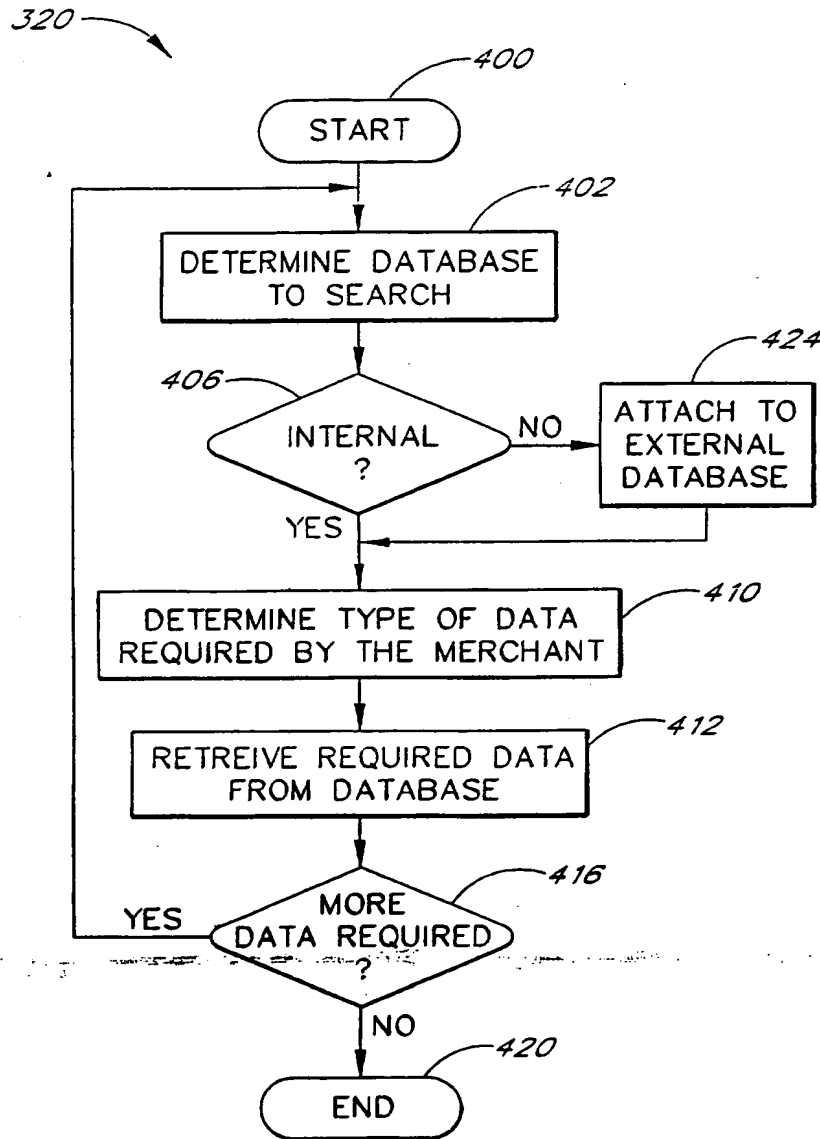 320
400
START
402
DETERMINE DATABASE
TO SEARCH
406
INTERNAL
?
NO
424
ATTACH TO
EXTERNAL
DATABASE
YES
410
DETERMINE TYPE OF DATA
REQUIRED BY THE MERCHANT
412
RETREIVE REQUIRED DATA
FROM DATABASE
416
YES
MORE
DATA REQUIRED
?
NO
420
END